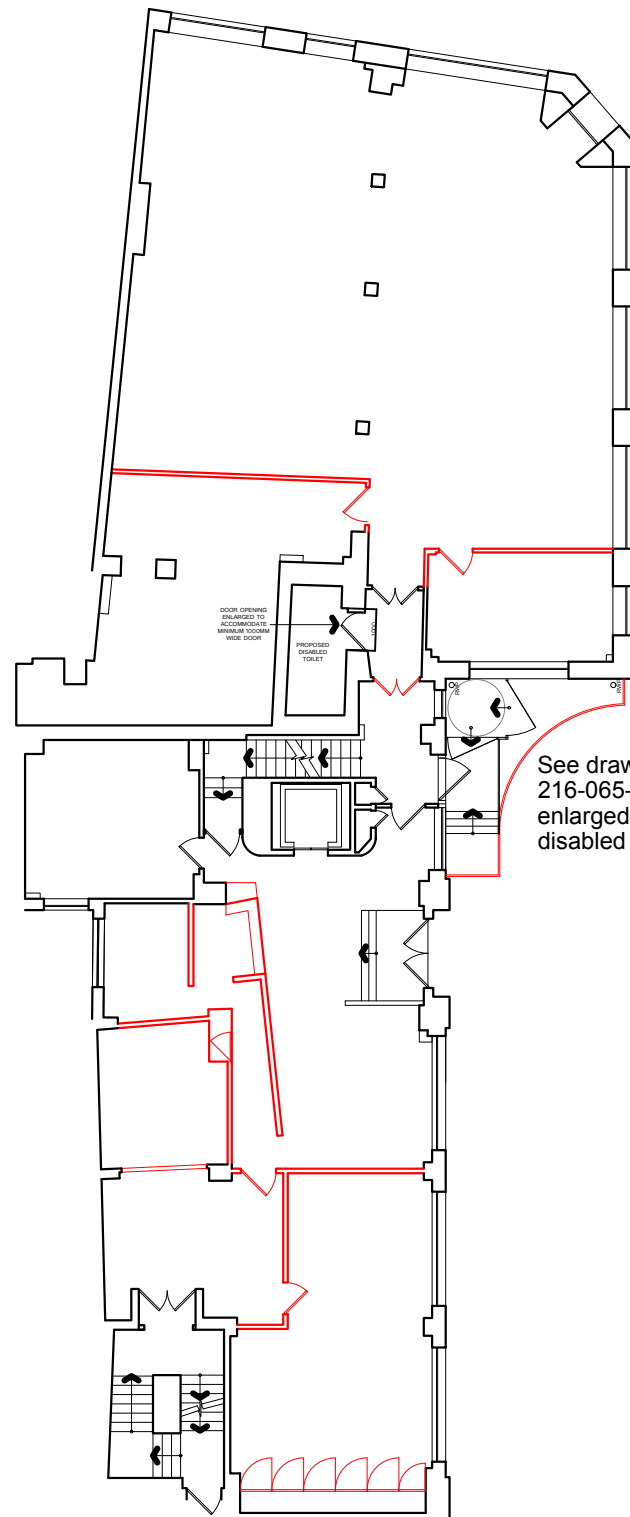 DOOR OPENING
ENLARGED TO
ACCOMMODATE
MINIMUM 1000MM
WIDE DOOR
PROPOSED
DISABLED
TOILET
1000
RWP
RWP
See draw
216-065-
enlarged
disabled